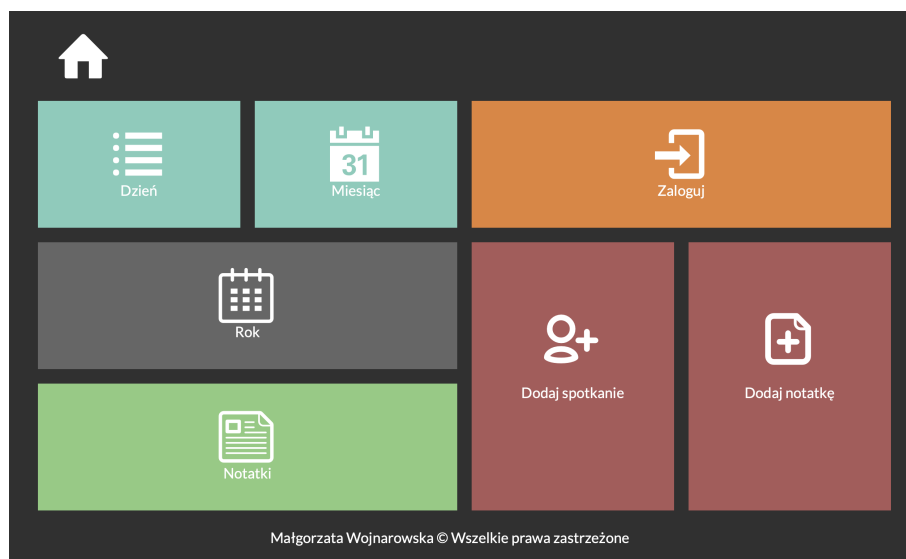 31
Dzień
Miesiąc
Zaloguj
Rok
Dodaj spotkanie
Dodaj notatkę
Notatki
Małgorzata Wojnarowska © Wszelkie prawa zastrzeżone